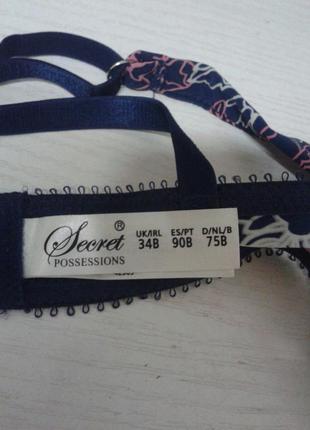 Secret® UK/IRL ES/PT D/NL/B
POSSESSIONS 34B 90B 75B